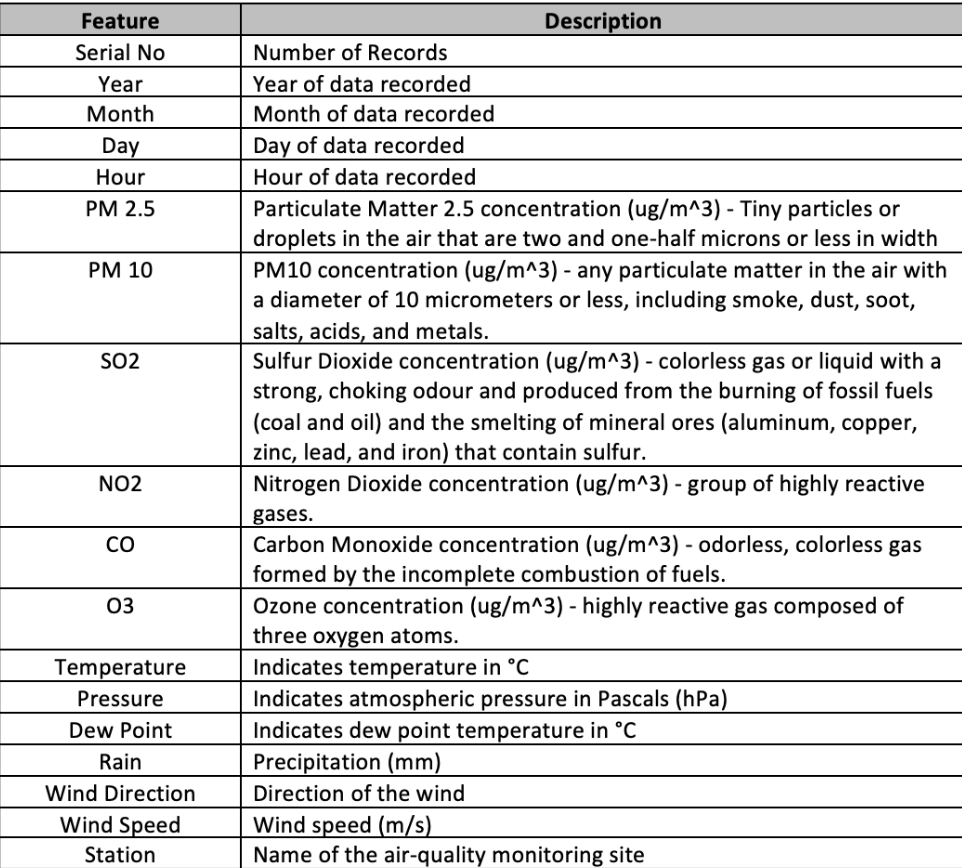 Feature Description
Serial No Number of Records
Year Year of data recorded
Month Month of data recorded
Day Day of data recorded
Hour Hour of data recorded
PM 2.5 Particulate Matter 2.5 concentration (ug/m^3) - Tiny particles or
droplets in the air that are two and one-half microns or less in width
PM 10 PM10 concentration (ug/m^3) - any particulate matter in the air with
a diameter of 10 micrometers or less, including smoke, dust, soot,
salts, acids, and metals.
SO2 Sulfur Dioxide concentration (ug/m^3) - colorless gas or liquid with a
strong, choking odour and produced from the burning of fossil fuels
(coal and oil) and the smelting of mineral ores (aluminum, copper,
zinc, lead, and iron) that contain sulfur.
NO2 Nitrogen Dioxide concentration (ug/m^3) - group of highly reactive
gases.
CO Carbon Monoxide concentration (ug/m^3) - odorless, colorless gas
formed by the incomplete combustion of fuels.
O3 Ozone concentration (ug/m^3) - highly reactive gas composed of
three oxygen atoms.
Temperature Indicates temperature in °C
Pressure Indicates atmospheric pressure in Pascals (hPa)
Dew Point Indicates dew point temperature in °C
Rain Precipitation (mm)
Wind Direction Direction of the wind
Wind Speed Wind speed (m/s)
Station Name of the air-quality monitoring site